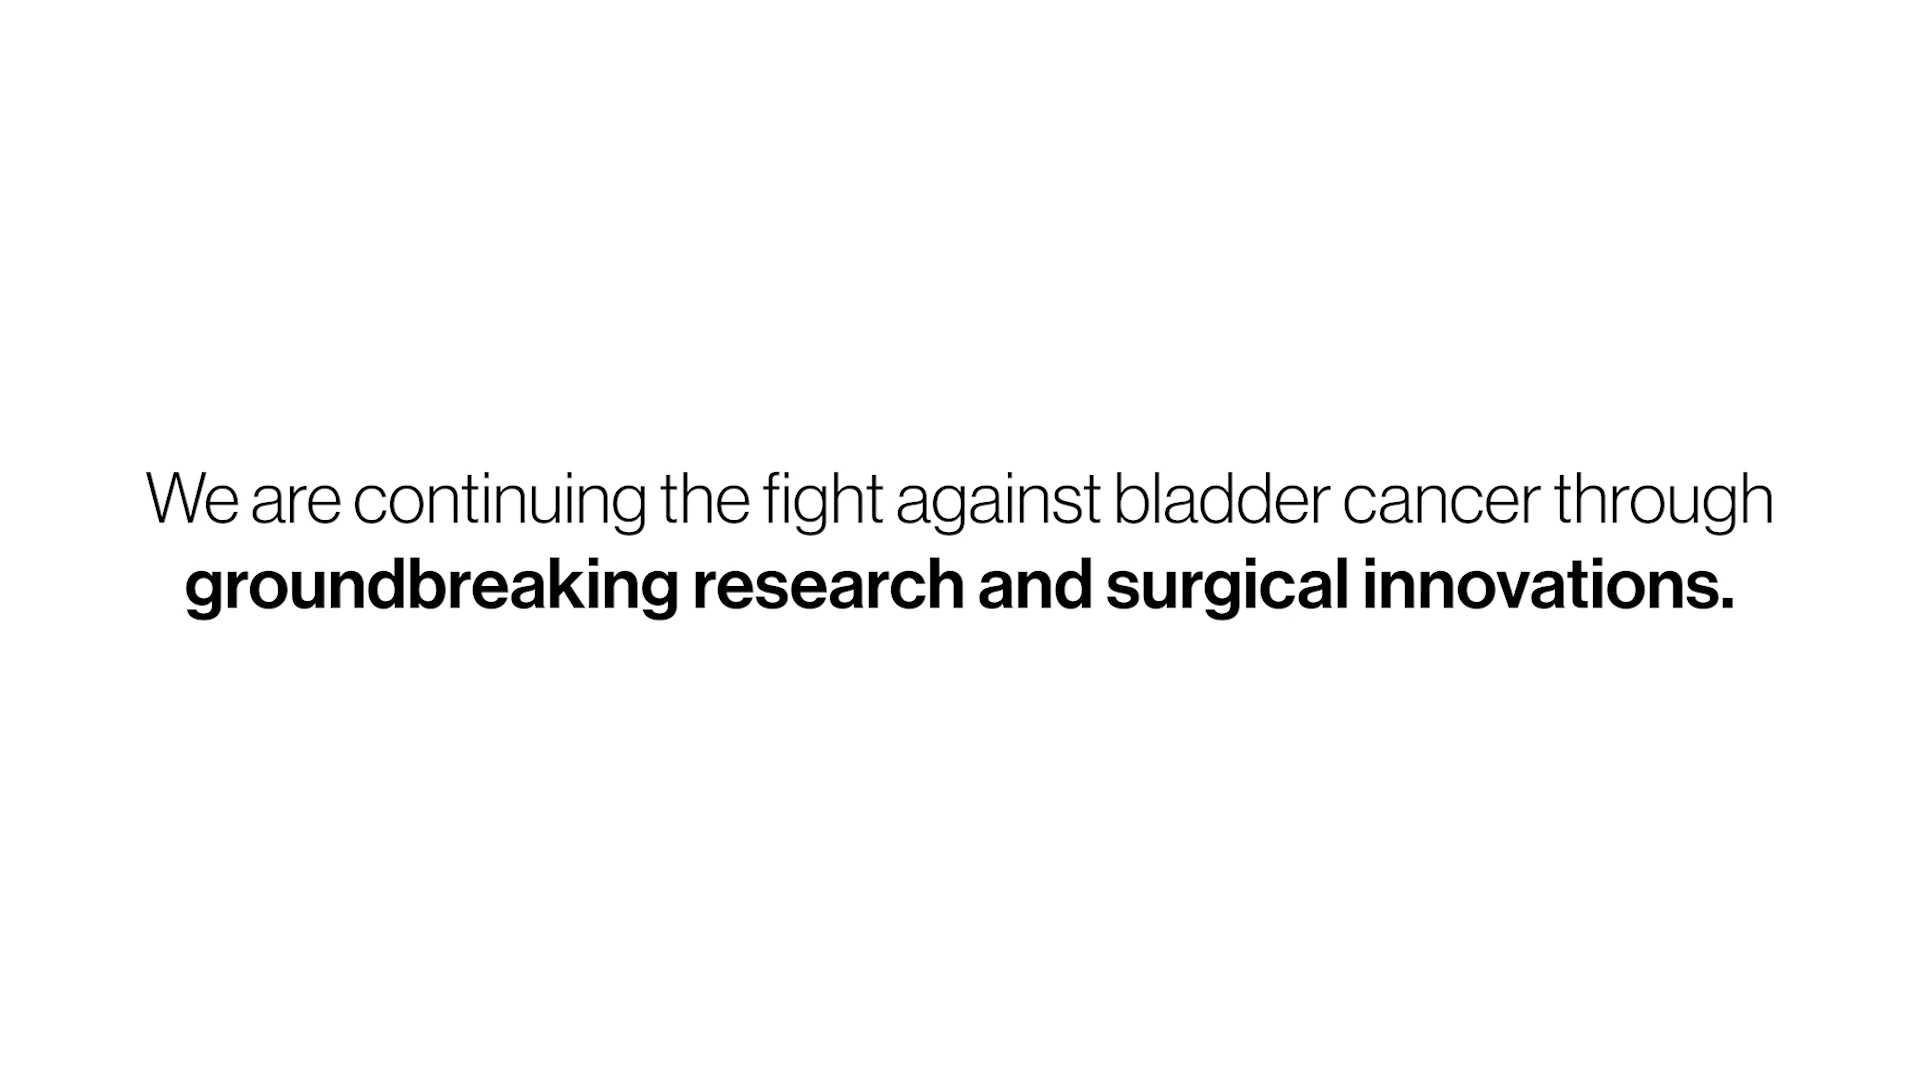 We are continuing the fight against bladder cancer through
groundbreaking research and surgical innovations.